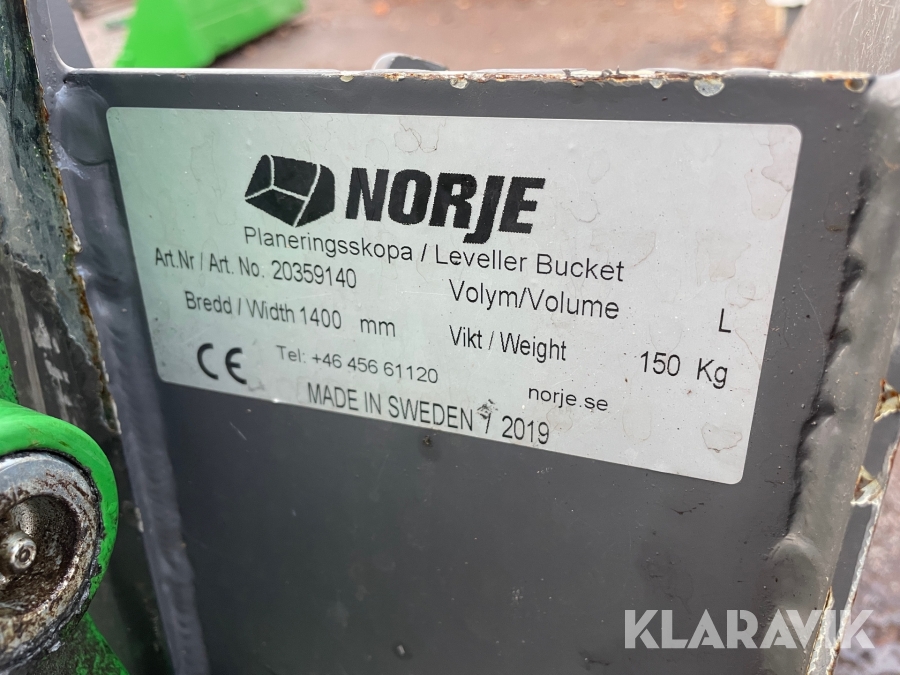 NORJE
Planeringsskopa / Leveller Bucket
Art.Nr / Art. No. 20359140
Volym/Volume L
Bredd / Width 1400 mm
Vikt / Weight 150 Kg
CE Tel: +46 456 61120
norje.se
MADE IN SWEDEN / 2019
KLARAVIK